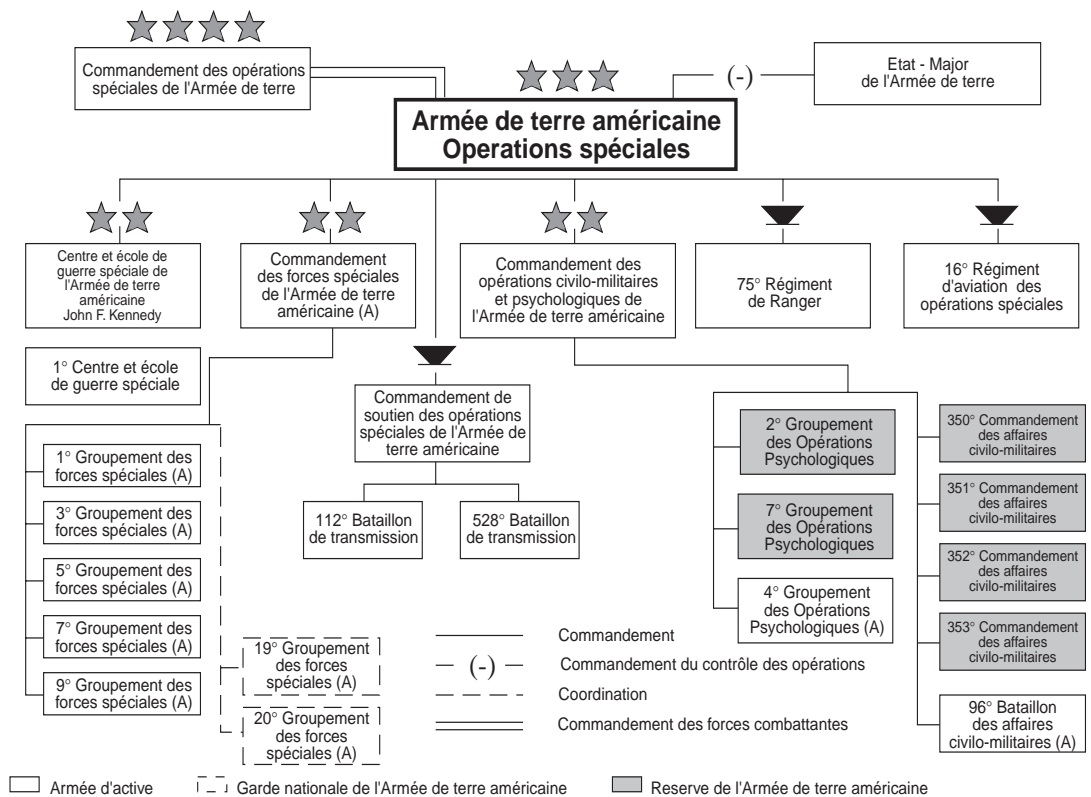 Commandement des opérations
spéciales de l'Armée de terre
(-)
Etat - Major
de l'Armée de terre
Armée de terre américaine
Operations spéciales
Centre et école de
guerre spéciale de
l'Armée de terre
américaine
John F. Kennedy
Commandement
des forces spéciales
de l'Armée de terre
américaine (A)
Commandement des
opérations civilo-militaires
et psychologiques de
l'Armée de terre américaine
75° Régiment
de Ranger
16° Régiment
d'aviation des
opérations spéciales
1° Centre et école
de guerre spéciale
Commandement de
soutien des opérations
spéciales de l'Armée de
terre américaine
112° Bataillon
de transmission
528° Bataillon
de transmission
1° Groupement des
forces spéciales (A)
3° Groupement des
forces spéciales (A)
5° Groupement des
forces spéciales (A)
7° Groupement des
forces spéciales (A)
9° Groupement des
forces spéciales (A)
19° Groupement
des forces
spéciales (A)
20° Groupement
des forces
spéciales (A)
2° Groupement
des Opérations
Psychologiques
7° Groupement
des Opérations
Psychologiques
4° Groupement
des Opérations
Psychologiques (A)
350° Commandement
des affaires
civilo-militaires
351° Commandement
des affaires
civilo-militaires
352° Commandement
des affaires
civilo-militaires
353° Commandement
des affaires
civilo-militaires
96° Bataillon
des affaires
civilo-militaires (A)
Commandement
(-) Commandement du contrôle des opérations
Coordination
Commandement des forces combattantes
Armée d'active
Garde nationale de l'Armée de terre américaine
Reserve de l'Armée de terre américaine